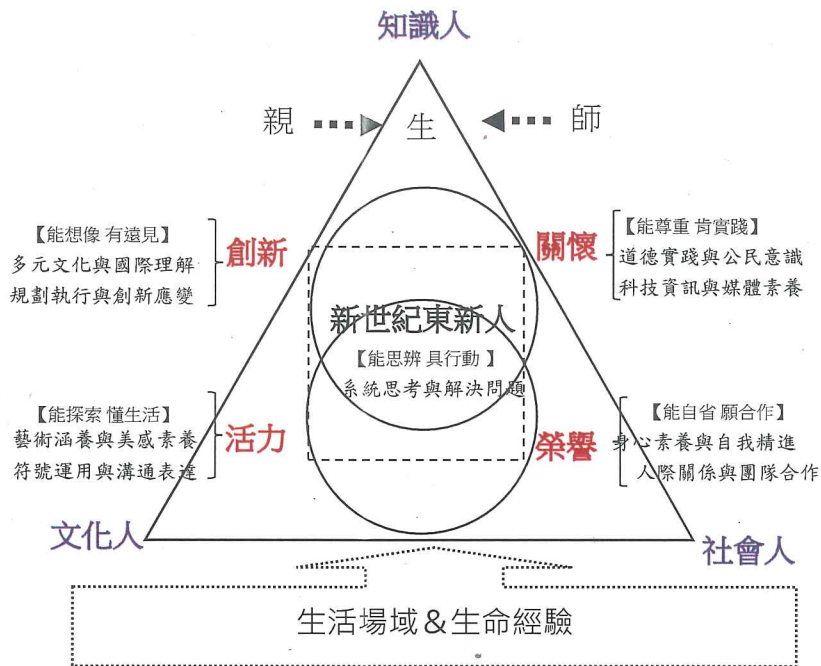 知識人
親 生 師
【能想像 有遠見】
多元文化與國際理解
規劃執行與創新應變
創新
關懷
【能尊重 肯實踐】
道德實踐與公民意識
科技資訊與媒體素養
新世紀東新人
【能思辨 具行動 】
系統思考與解決問題
【能探索 懂生活】
藝術涵養與美感素養
符號運用與溝通表達
活力
榮譽
【能自省 願合作】
身心素養與自我精進
人際關係與團隊合作
文化人
社會人
生活場域＆生命經驗